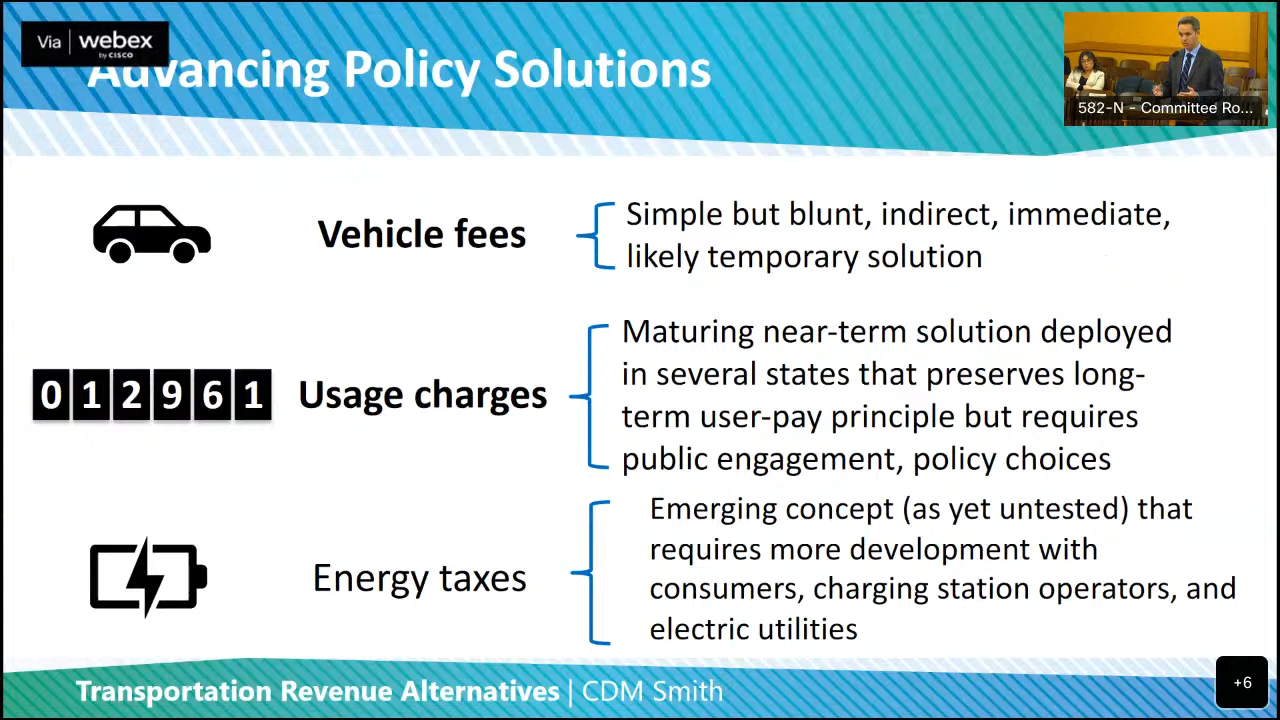 Via | webex
by CISCO
Advancing Policy Solutions
582-N - Committee Ro...
Vehicle fees
Simple but blunt, indirect, immediate,
likely temporary solution
012961
Usage charges
Maturing near-term solution deployed
in several states that preserves long-
term user-pay principle but requires
public engagement, policy choices
Energy taxes
Emerging concept (as yet untested) that
requires more development with
consumers, charging station operators, and
electric utilities
Transportation Revenue Alternatives | CDM Smith
+6